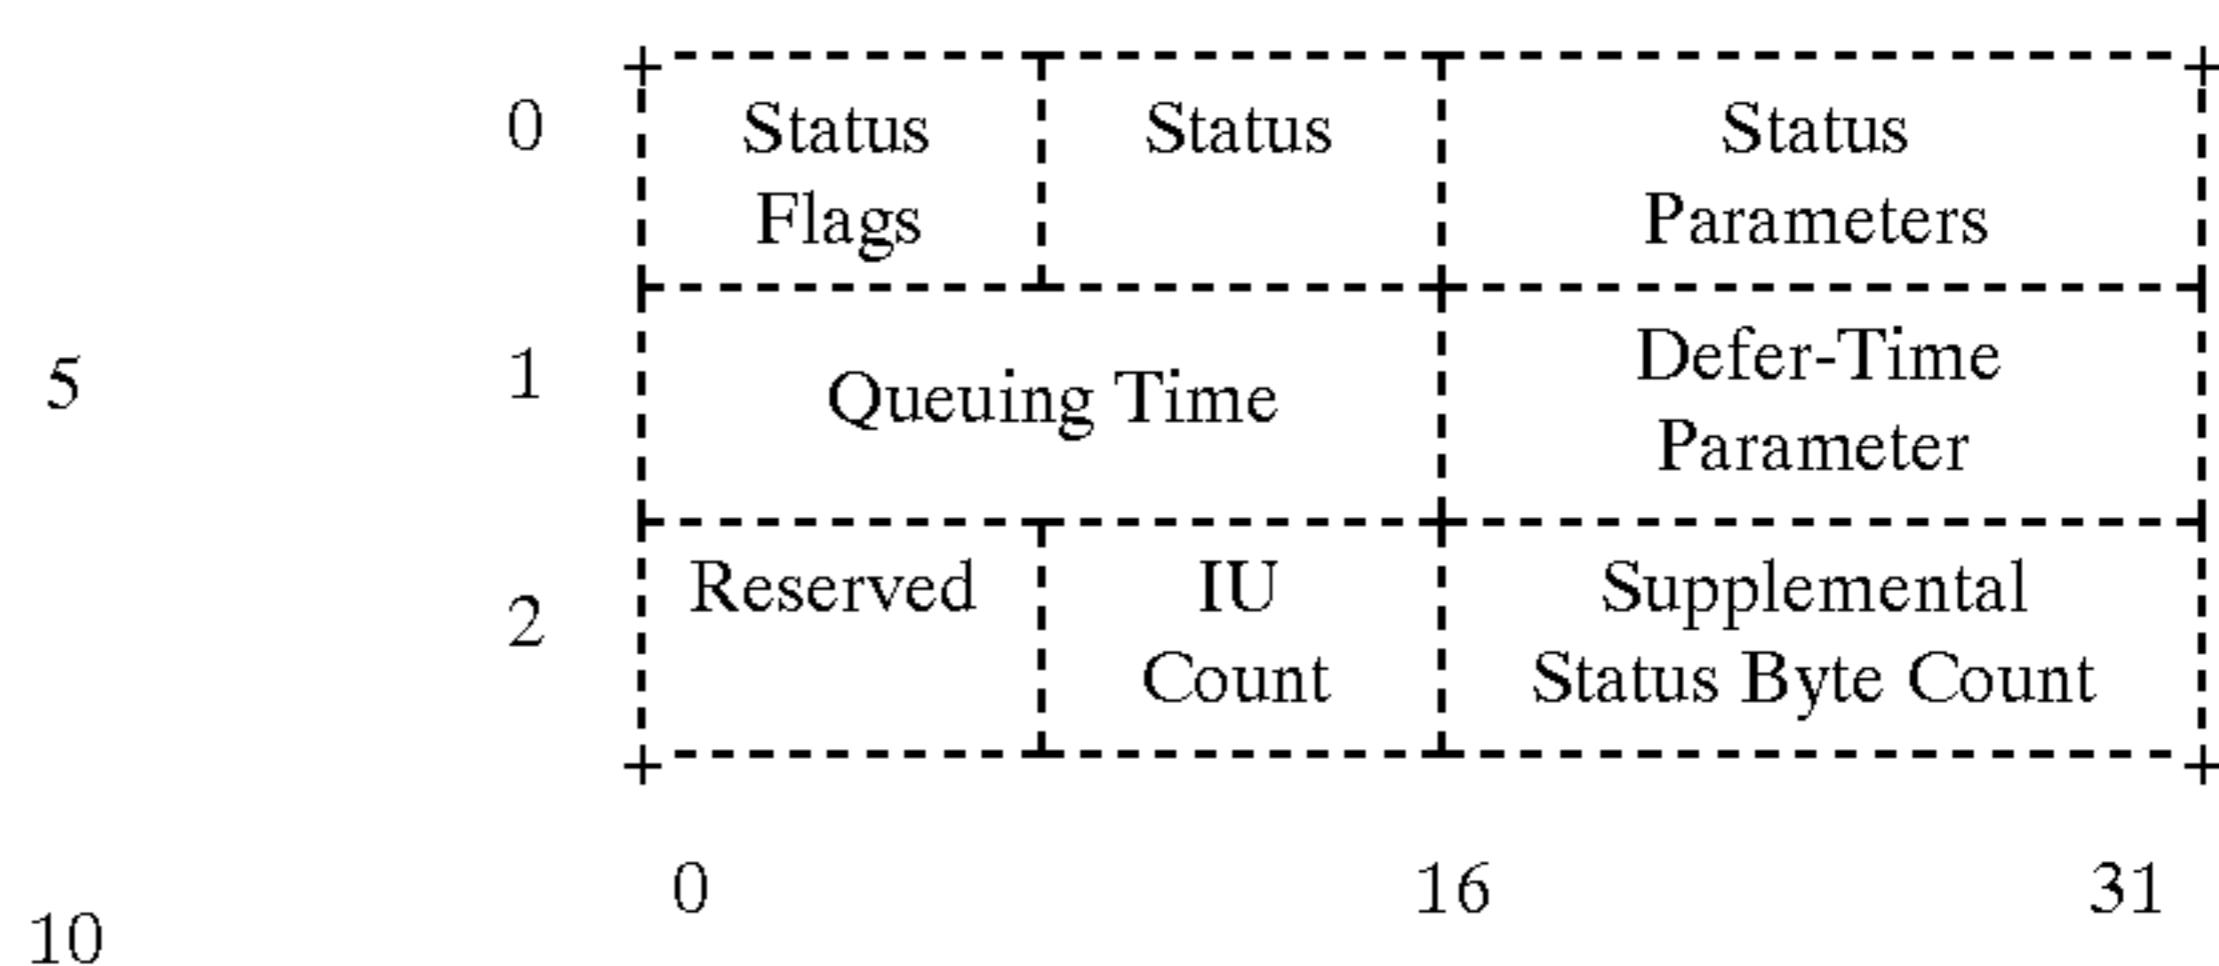 0 Status Status Status
Flags Parameters
5 1 Queuing Time Defer-Time
Parameter
2 Reserved IU Supplemental
Count Status Byte Count
0 16 31
10